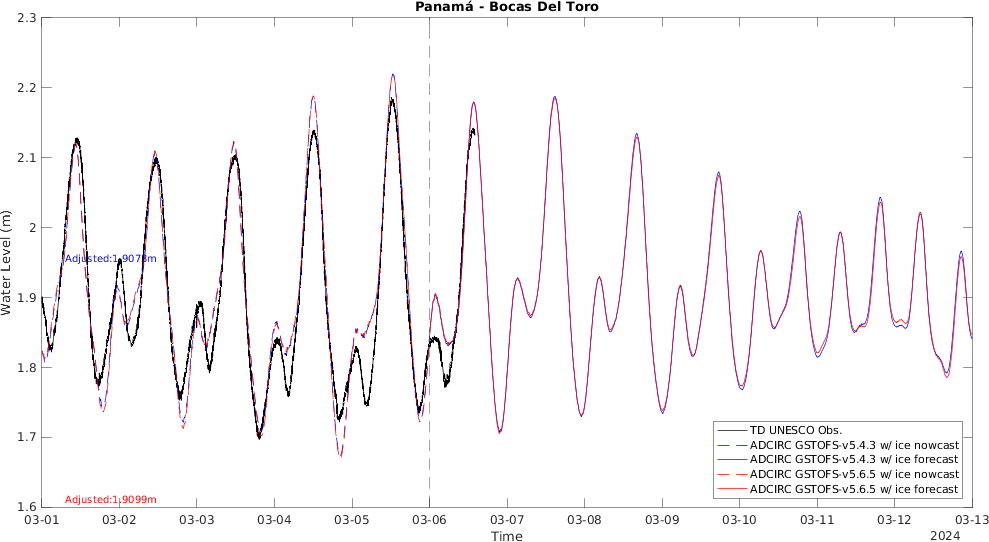 Panamá - Bocas Del Toro
2.3
2.2
2.1
2
1.9
1.8
1.7
1.6
Water Level (m)
Adjusted:1.9078m
Adjusted:1.9099m
TD UNESCO Obs.
ADCIRC GSTOFS-v5.4.3 w/ ice nowcast
ADCIRC GSTOFS-v5.4.3 w/ ice forecast
ADCIRC GSTOFS-v5.6.5 w/ ice nowcast
ADCIRC GSTOFS-v5.6.5 w/ ice forecast
03-01 03-02 03-03 03-04 03-05 03-06 03-07 03-08 03-09 03-10 03-11 03-12 03-13
Time
2024